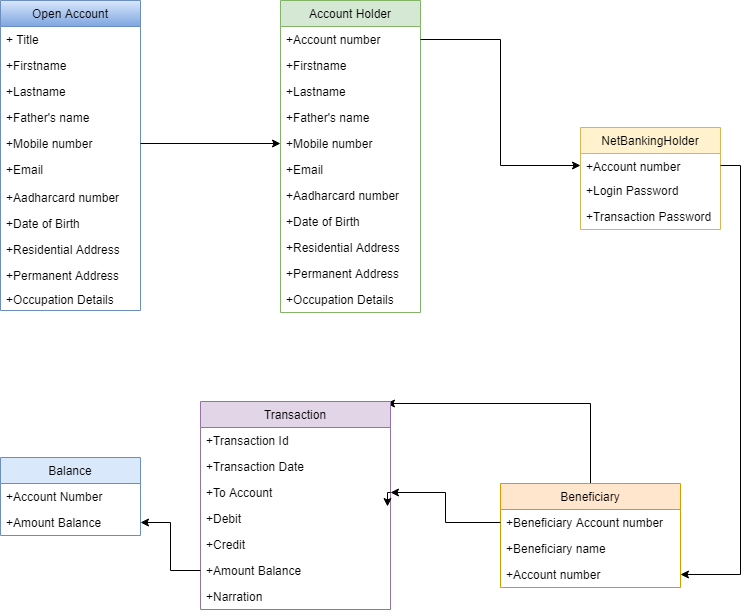 Open Account
+ Title
+Firstname
+Lastname
+Father's name
+Mobile number
+Email
+Aadharcard number
+Date of Birth
+Residential Address
+Permanent Address
+Occupation Details
Account Holder
+Account number
+Firstname
+Lastname
+Father's name
+Mobile number
+Email
+Aadharcard number
+Date of Birth
+Residential Address
+Permanent Address
+Occupation Details
NetBankingHolder
+Account number
+Login Password
+Transaction Password
Balance
+Account Number
+Amount Balance
Transaction
+Transaction Id
+Transaction Date
+To Account
+Debit
+Credit
+Amount Balance
+Narration
Beneficiary
+Beneficiary Account number
+Beneficiary name
+Account number